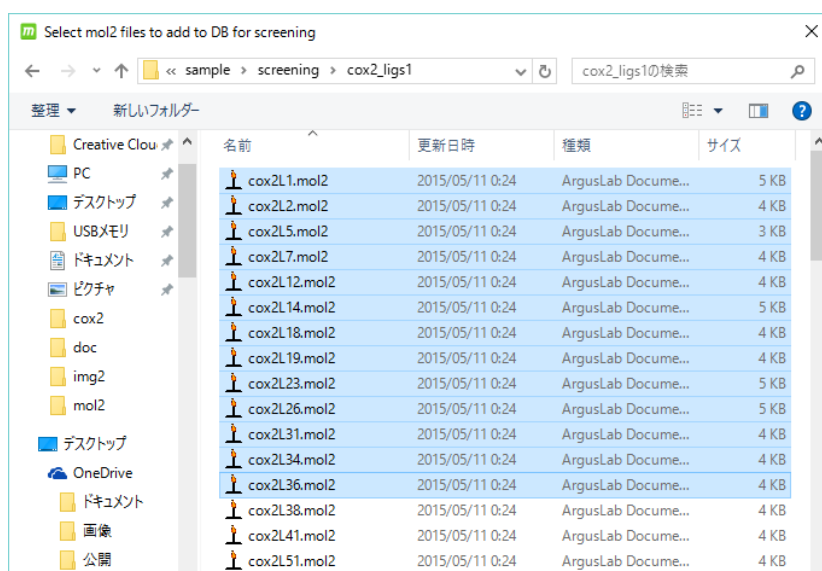 Select mol2 files to add to DB for screening
« sample › screening › cox2_ligs1
cox2_ligs1の検索
整理 新しいフォルダー
名前 更新日時 種類 サイズ
Creative Clou
PC
デスクトップ
USBメモリ
ドキュメント
ピクチャ
cox2
doc
img2
mol2
デスクトップ
OneDrive
ドキュメント
画像
公開
cox2L1.mol2 2015/05/11 0:24 ArgusLab Docume... 5 KB
cox2L2.mol2 2015/05/11 0:24 ArgusLab Docume... 4 KB
cox2L5.mol2 2015/05/11 0:24 ArgusLab Docume... 3 KB
cox2L7.mol2 2015/05/11 0:24 ArgusLab Docume... 4 KB
cox2L12.mol2 2015/05/11 0:24 ArgusLab Docume... 4 KB
cox2L14.mol2 2015/05/11 0:24 ArgusLab Docume... 5 KB
cox2L18.mol2 2015/05/11 0:24 ArgusLab Docume... 4 KB
cox2L19.mol2 2015/05/11 0:24 ArgusLab Docume... 4 KB
cox2L23.mol2 2015/05/11 0:24 ArgusLab Docume... 5 KB
cox2L26.mol2 2015/05/11 0:24 ArgusLab Docume... 5 KB
cox2L31.mol2 2015/05/11 0:24 ArgusLab Docume... 4 KB
cox2L34.mol2 2015/05/11 0:24 ArgusLab Docume... 4 KB
cox2L36.mol2 2015/05/11 0:24 ArgusLab Docume... 4 KB
cox2L38.mol2 2015/05/11 0:24 ArgusLab Docume... 4 KB
cox2L41.mol2 2015/05/11 0:24 ArgusLab Docume... 4 KB
cox2L51.mol2 2015/05/11 0:24 ArgusLab Docume... 4 KB